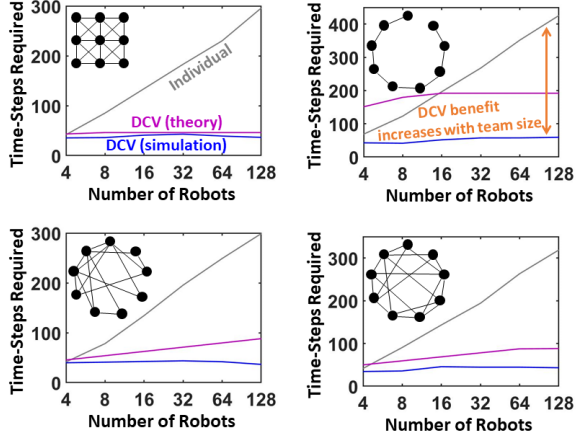 300
200
100
0
Time-Steps Required
Individual
DCV (theory)
DCV (simulation)
4 8 16 32 64 128
Number of Robots
400
300
200
100
0
Time-Steps Required
DCV benefit
increases with team size
4 8 16 32 64 128
Number of Robots
300
200
100
0
Time-Steps Required
4 8 16 32 64 128
Number of Robots
300
200
100
0
Time-Steps Required
4 8 16 32 64 128
Number of Robots